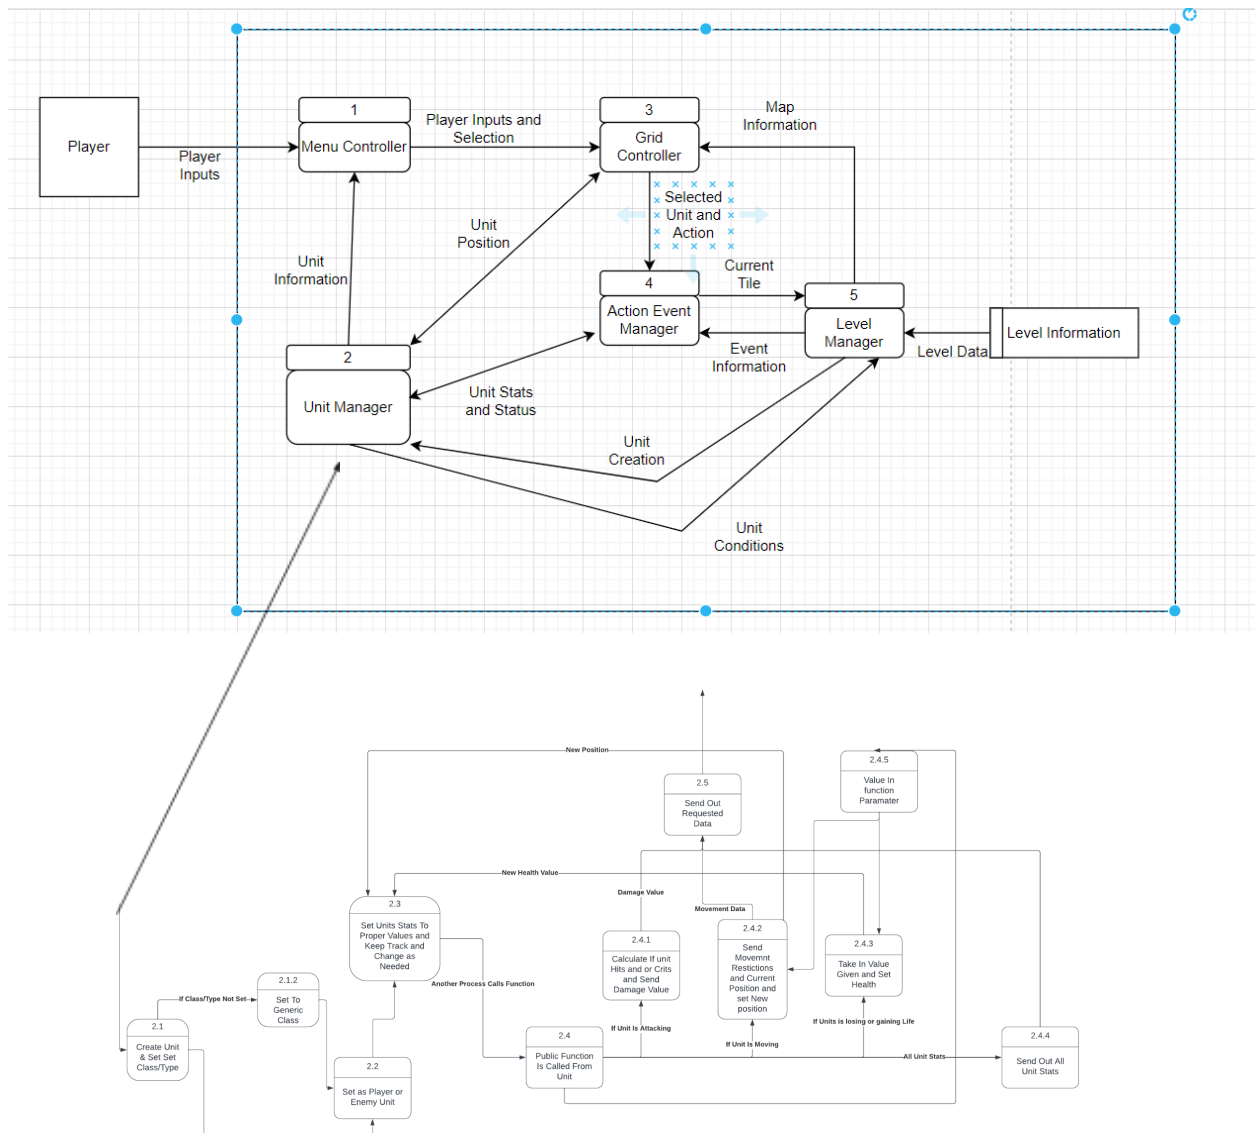 Player
Player
Inputs
1
Menu Controller
Player Inputs and
Selection
3
Grid
Controller
Map
Information
Selected
Unit and
Action
Unit
Position
Unit
Information
Current
Tile
4
Action Event
Manager
5
Level
Manager
Level Information
Level Data
Event
Information
2
Unit Manager
Unit Stats
and Status
Unit
Creation
Unit
Conditions
New Position
2.5
Send Out
Requested
Data
2.4.5
Value In
function
Paramater
New Health Value
Damage Value
Movement Data
2.3
Set Units Stats To
Proper Values and
Keep Track and
Change as
Needed
2.4.1
Calculate If unit
Hits and or Crits
and Send
Damage Value
2.4.2
Send
Movemnt
Restictions
and Current
Position and
set New
position
2.4.3
Take In Value
Given and Set
Health
Another Process Calls Function
If Class/Type Not Set
2.1.2
Set To
Generic
Class
2.1
Create Unit
& Set Set
Class/Type
2.2
Set as Player or
Enemy Unit
2.4
Public Function
Is Called From
Unit
If Unit Is Attacking
If Unit Is Moving
If Units is losing or gaining Life
All Unit Stats
2.4.4
Send Out All
Unit Stats